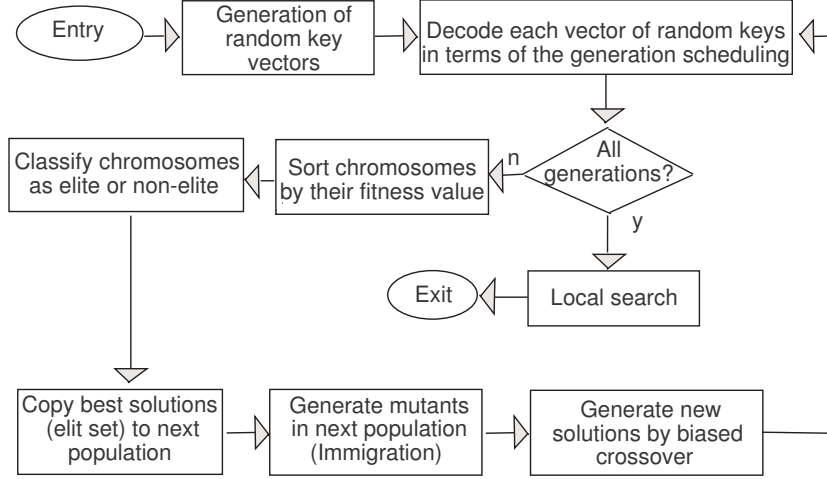 Entry
Generation of
random key
vectors
Decode each vector of random keys
in terms of the generation scheduling
All
generations?
n
y
Sort chromosomes
by their fitness value
Classify chromosomes
as elite or non-elite
Local search
Exit
Copy best solutions
(elit set) to next
population
Generate mutants
in next population
(Immigration)
Generate new
solutions by biased
crossover